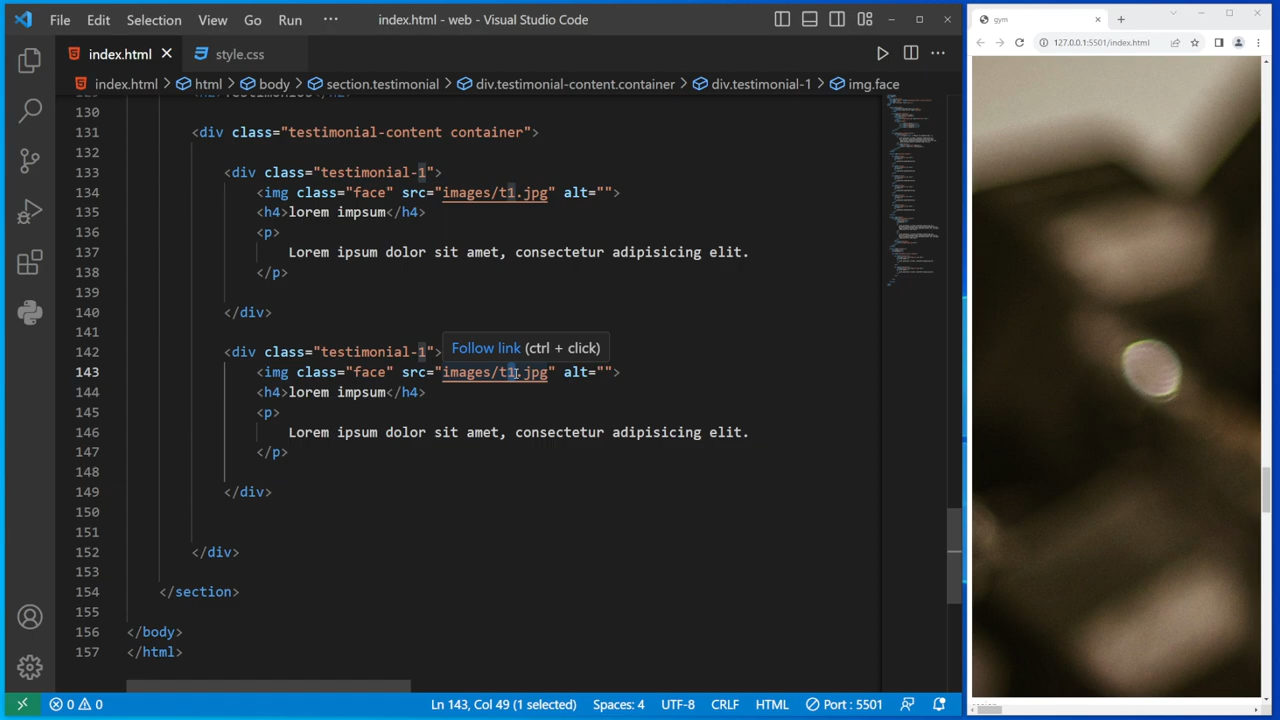 File Edit Selection View Go Run ··· index.html - web - Visual Studio Code
index.html style.css
index.html > html > body > section.testimonial > div.testimonial-content.container > div.testimonial-1 > img.face
130
131 <div class="testimonial-content container">
132
133 <div class="testimonial-1">
134 <img class="face" src="images/t1.jpg" alt="">
135 <h4>lorem impsum</h4>
136 <p>
137 Lorem ipsum dolor sit amet, consectetur adipisicing elit.
138 </p>
139
140 </div>
141
142 <div class="testimonial-1">
Follow link (ctrl + click)
143 <img class="face" src="images/t1.jpg" alt="">
144 <h4>lorem impsum</h4>
145 <p>
146 Lorem ipsum dolor sit amet, consectetur adipisicing elit.
147 </p>
148
149 </div>
150
151
152 </div>
153
154 </section>
155
156 </body>
157 </html>
0 0 Ln 143, Col 49 (1 selected) Spaces: 4 UTF-8 CRLF HTML Port : 5501
gym
127.0.0.1:5501/index.html